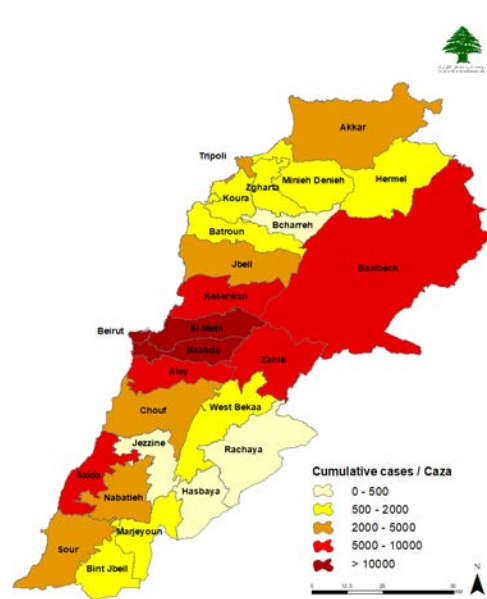 Akkar
Tripoli
Zgharta
Minieh Denieh
Hermel
Koura
Bcharreh
Batroun
Baalbeck
Jbeil
Keserwan
Beirut
El Metn
Baabda
Zahle
Aley
Chouf
West Bekaa
Jezzine
Rachaya
Saida
Hasbaya
Nabatieh
Marjeyoun
Sour
Bint Jbeil
Cumulative cases / Caza
0 - 500
500 - 2000
2000 - 5000
5000 - 10000
> 10000
N